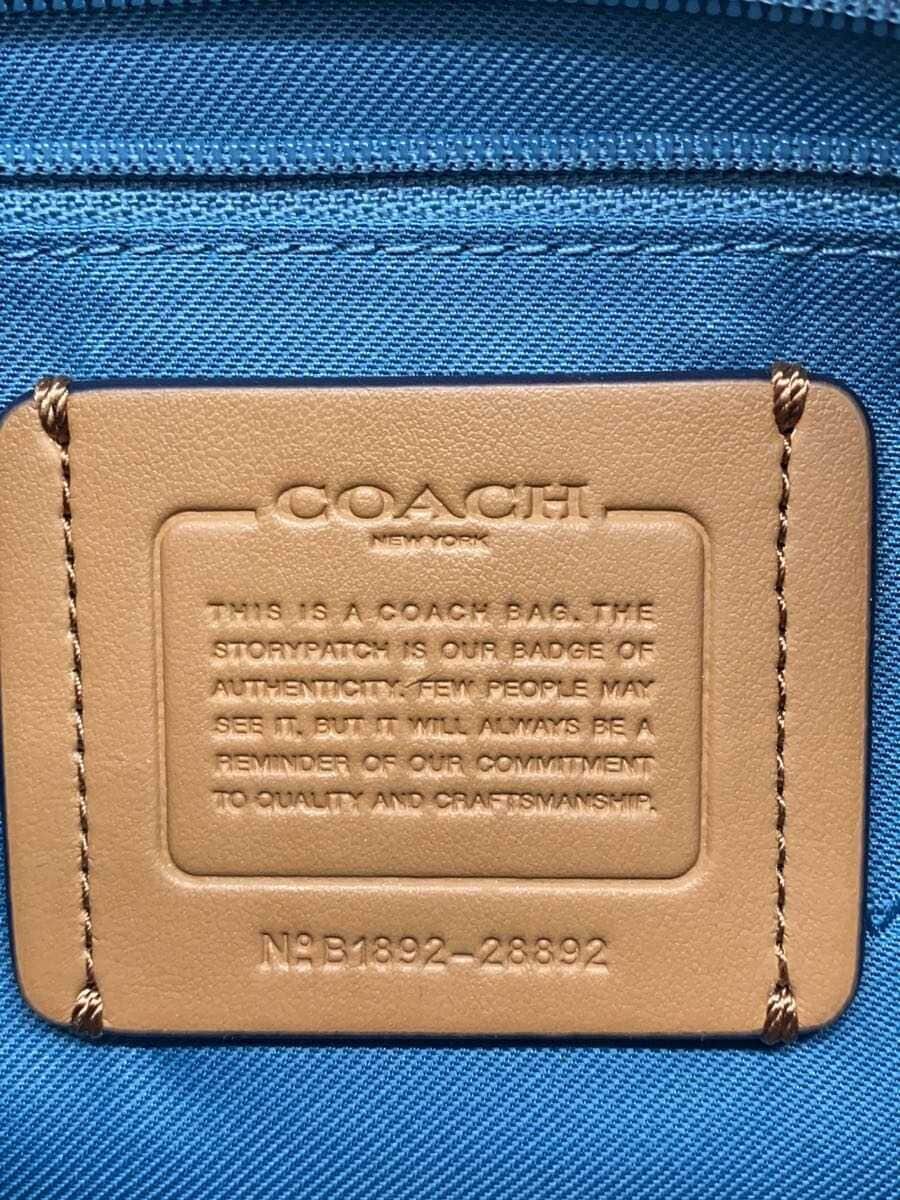 COACH
NEW YORK
THIS IS A COACH BAG. THE
STORYPATCH IS OUR BADGE OF
AUTHENTICITY. FEW PEOPLE MAY
SEE IT, BUT IT WILL ALWAYS BE A
REMINDER OF OUR COMMITMENT
TO QUALITY AND CRAFTSMANSHIP.
Nº B1892-28892